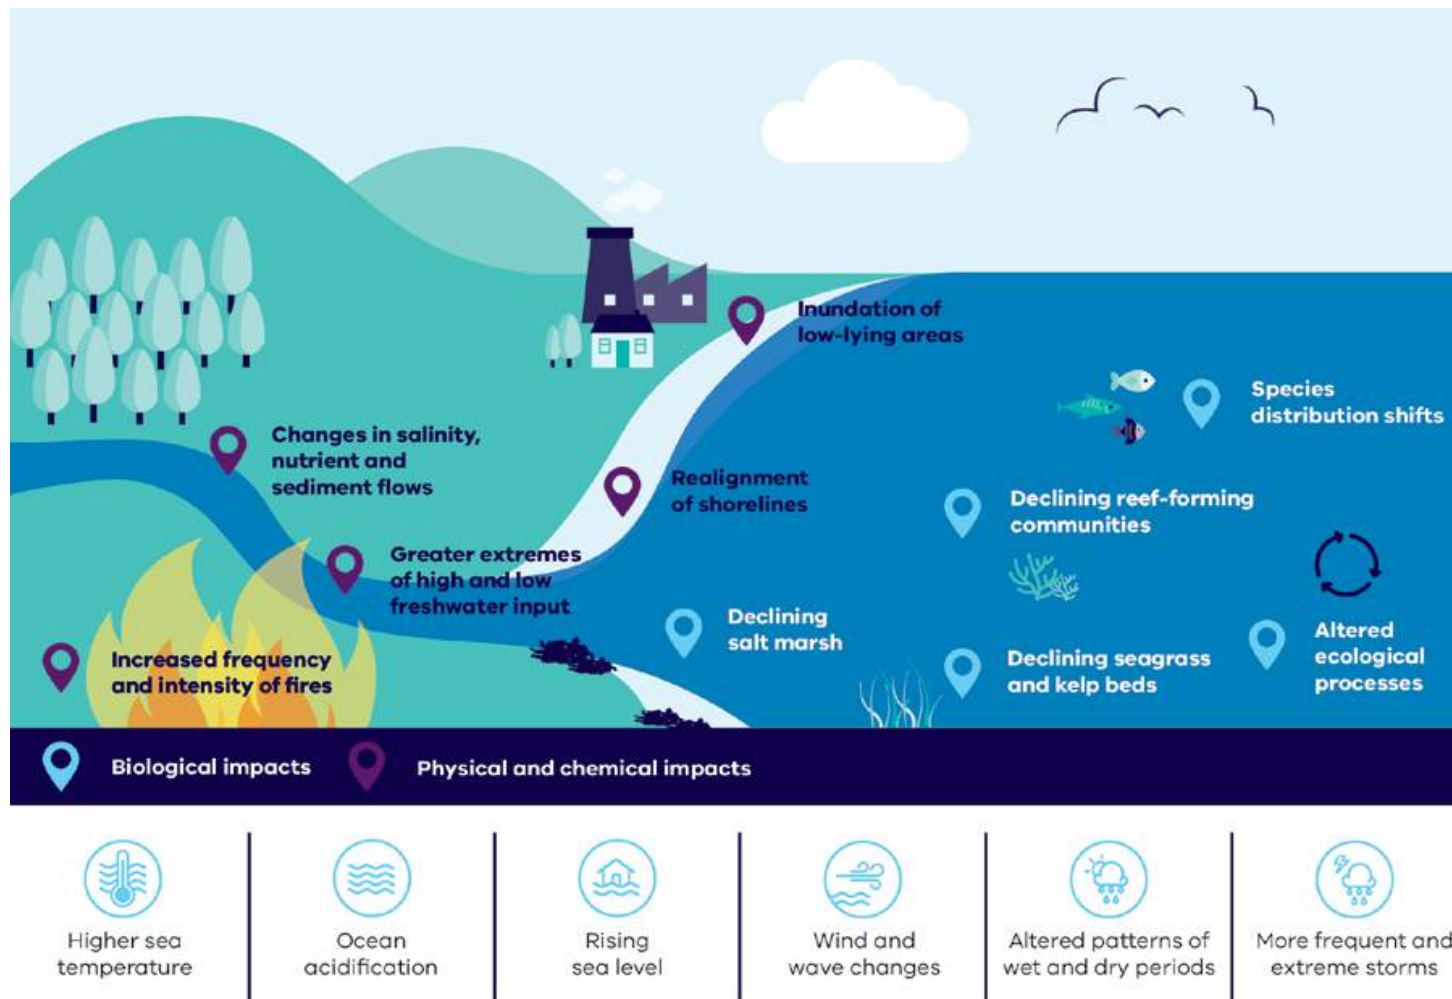 Inundation of
low-lying areas
Species
distribution shifts
Changes in salinity,
nutrient and
sediment flows
Realignment
of shorelines
Declining reef-forming
communities
Greater extremes
of high and low
freshwater input
Declining
salt marsh
Increased frequency
and intensity of fires
Declining seagrass
and kelp beds
Altered
ecological
processes
Biological impacts
Physical and chemical impacts
Higher sea
temperature
Ocean
acidification
Rising
sea level
Wind and
wave changes
Altered patterns of
wet and dry periods
More frequent and
extreme storms